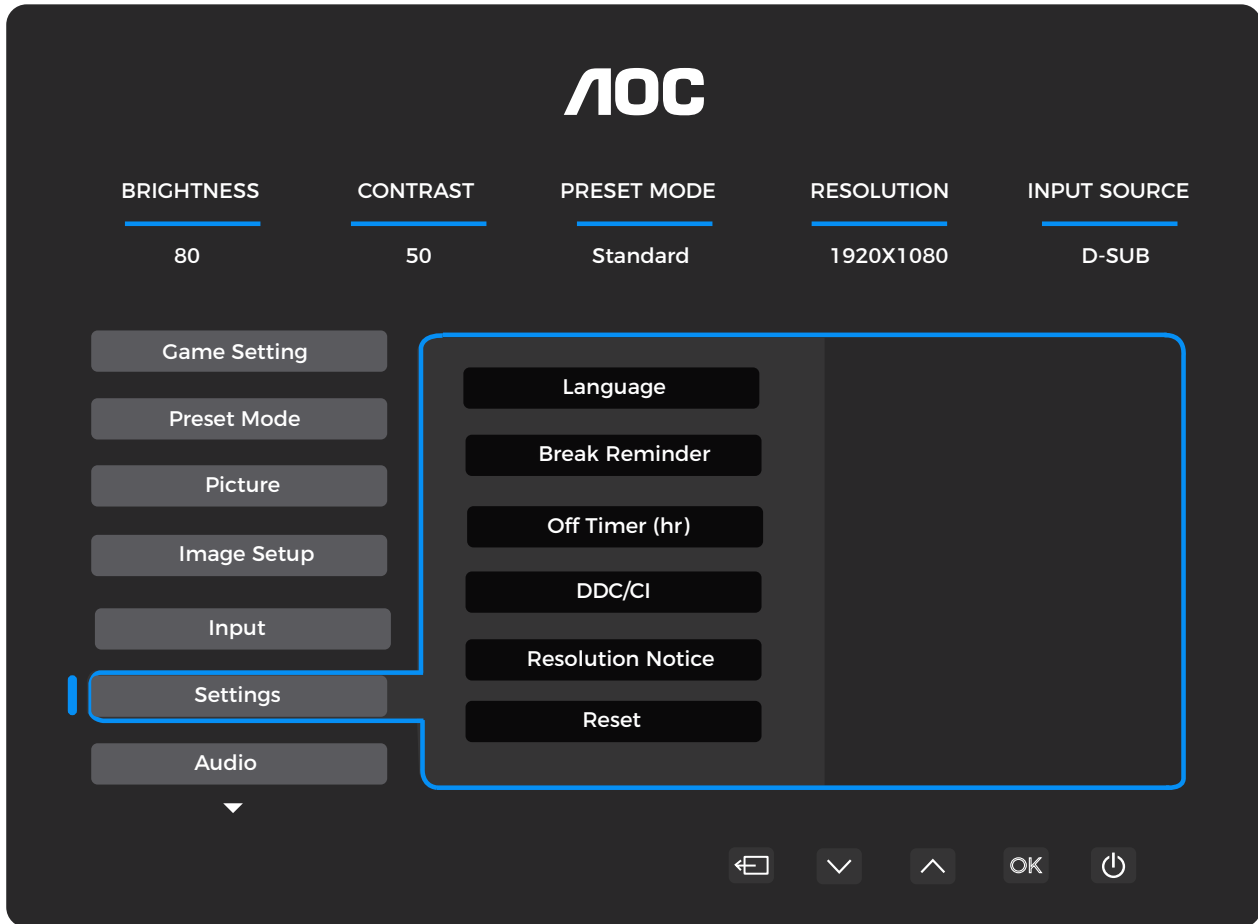 AOC
BRIGHTNESS CONTRAST PRESET MODE RESOLUTION INPUT SOURCE
80 50 Standard 1920X1080 D-SUB
Game Setting
Preset Mode
Picture
Image Setup
Input
Settings
Audio
Language
Break Reminder
Off Timer (hr)
DDC/CI
Resolution Notice
Reset
OK